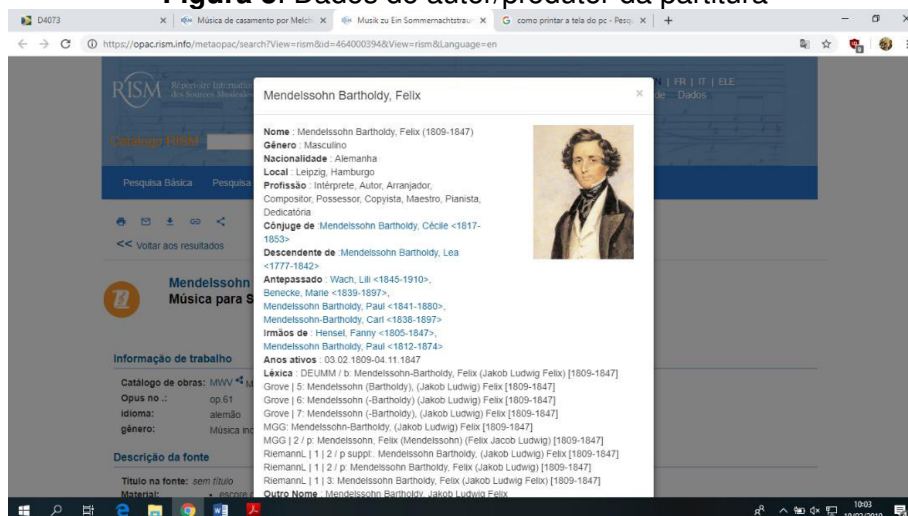 Dados do autor/produtor da partitura
D4073
Música de casamento por Melch
Musik zu Ein Sommernachtstrau
como printar a tela do pc - Pesq
https://opac.rism.info/metaopac/search?View=rism&id=464000394&View=rism&Language=en
RISM
Répertoire International
des Sources Musicales
| FR | IT | ELE
de Dados
Catálogo RISM
Pesquisa Básica Pesquisa
<< Voltar aos resultados
Mendelssohn
Música para S
Informação de trabalho
Catálogo de obras: MWV
Opus no .: op.61
idioma: alemão
gênero: Música inc
Descrição da fonte
Título na fonte: sem título
Material:
Mendelssohn Bartholdy, Felix
Nome : Mendelssohn Bartholdy, Felix (1809-1847)
Gênero : Masculino
Nacionalidade : Alemanha
Local : Leipzig, Hamburgo
Profissão : Intérprete, Autor, Arranjador,
Compositor, Possessor, Copyista, Maestro, Pianista,
Dedicatória
Cônjuge de :Mendelssohn Bartholdy, Cécile <1817-
1853>
Descendente de :Mendelssohn Bartholdy, Lea
<1777-1842>
Antepassado : Wach, Lili <1845-1910>,
Benecke, Marie <1839-1897>,
Mendelssohn Bartholdy, Paul <1841-1880>,
Mendelssohn-Bartholdy, Carl <1838-1897>
Irmãos de : Hensel, Fanny <1805-1847>,
Mendelssohn Bartholdy, Paul <1812-1874>
Anos ativos : 03.02.1809-04.11.1847
Léxica : DEUMM / b: Mendelssohn-Bartholdy, Felix (Jakob Ludwig Felix) [1809-1847]
Grove | 5: Mendelssohn (Bartholdy), (Jakob Ludwig) Felix [1809-1847]
Grove | 6: Mendelssohn (-Bartholdy) (Jakob Ludwig) Felix [1809-1847]
Grove | 7: Mendelssohn (-Bartholdy), (Jakob Ludwig) Felix [1809-1847]
MGG: Mendelssohn-Bartholdy, (Jakob Ludwig) Felix [1809-1847]
MGG | 2 / p: Mendelssohn, Felix (Mendelssohn) (Felix Jacob Ludwig) [1809-1847]
RiemannL | 1 | 2 / p suppl.: Mendelssohn Bartholdy, (Jakob Ludwig) Felix [1809-1847]
RiemannL | 1 | 2 / p: Mendelssohn Bartholdy, Felix (Jakob Ludwig) [1809-1847]
RiemannL | 1 | 3: Mendelssohn Bartholdy, Felix (Jakob Ludwig Felix) [1809-1847]
Outro Nome : Mendelssohn Bartholdy, Jakob Ludwig Felix
10:03